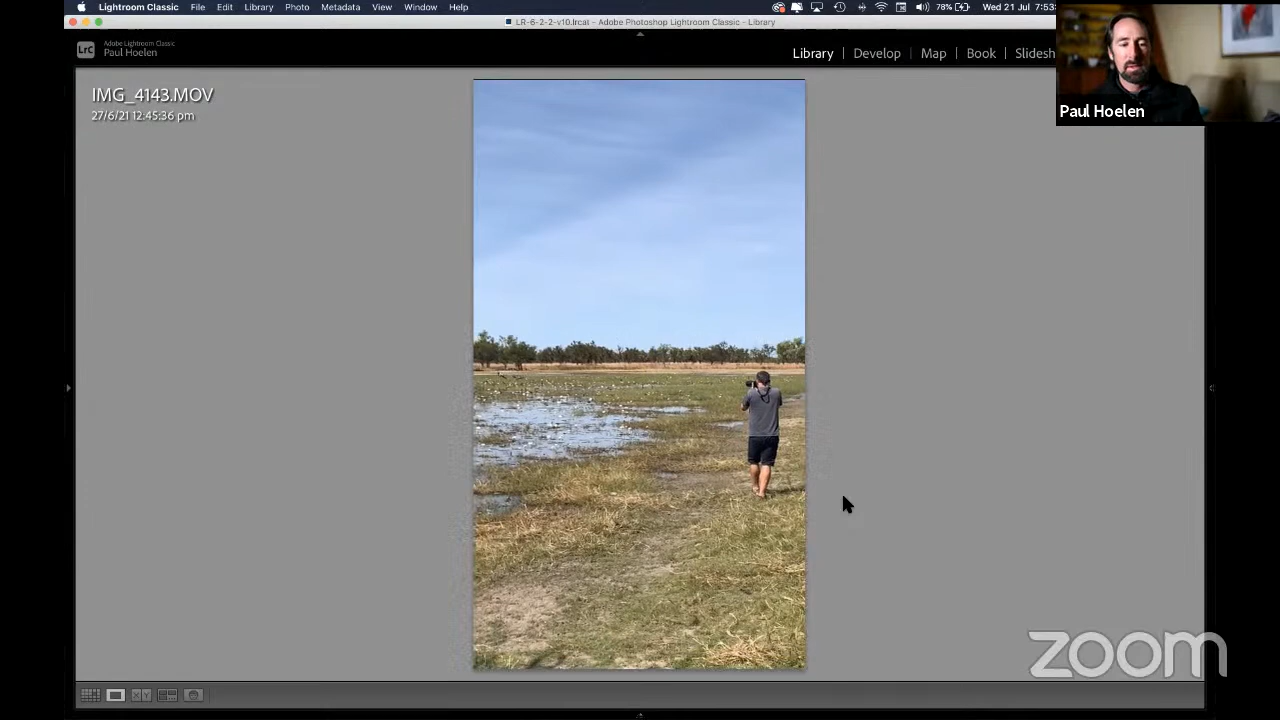 Lightroom Classic File Edit Library Photo Metadata View Window Help 78% Wed 21 Jul 7:53
LR-6-2-2-v10.lrcat - Adobe Photoshop Lightroom Classic - Library
LrC
Adobe Lightroom Classic
Paul Hoelen
Library Develop Map Book Slidesh
Paul Hoelen
IMG_4143.MOV
27/6/21 12.45:36 pm
XY
zoom